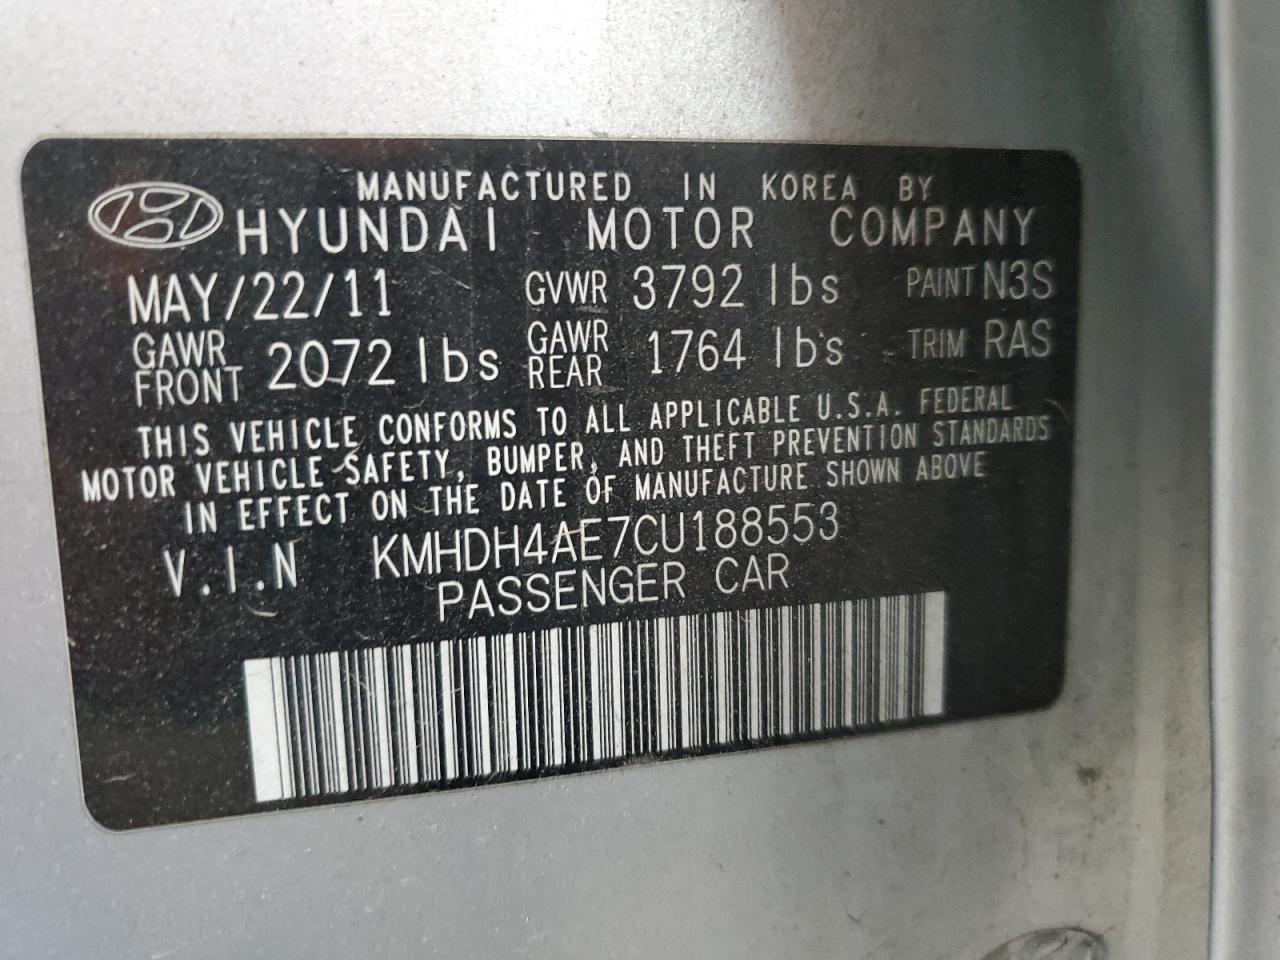 MANUFACTURED IN KOREA BY
HYUNDAI MOTOR COMPANY
MAY/22/11 GVWR 3792 lbs PAINT N3S
GAWR FRONT 2072 lbs GAWR REAR 1764 lbs TRIM RAS
THIS VEHICLE CONFORMS TO ALL APPLICABLE U.S.A. FEDERAL
MOTOR VEHICLE SAFETY, BUMPER, AND THEFT PREVENTION STANDARDS
IN EFFECT ON THE DATE OF MANUFACTURE SHOWN ABOVE
V.I.N KMHDH4AE7CU188553
PASSENGER CAR